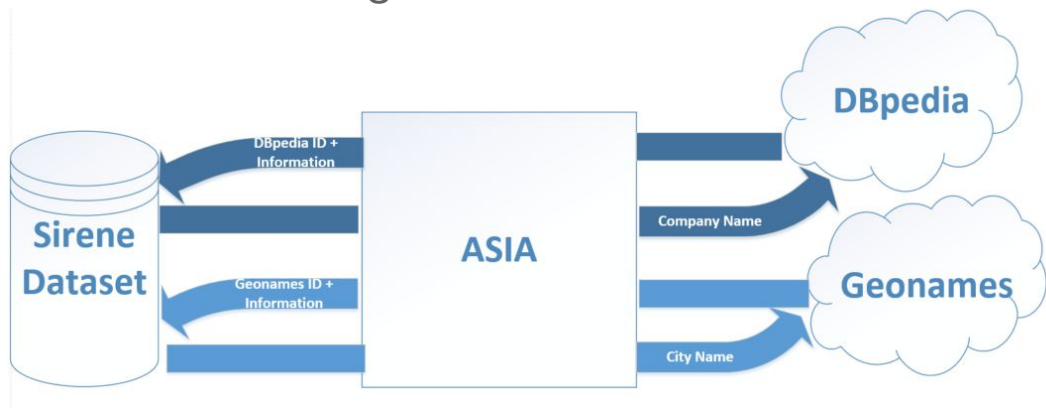 DBpedia
DBpedia ID +
Information
Sirene
Dataset
Company Name
ASIA
Geonames ID +
Information
Geonames
City Name